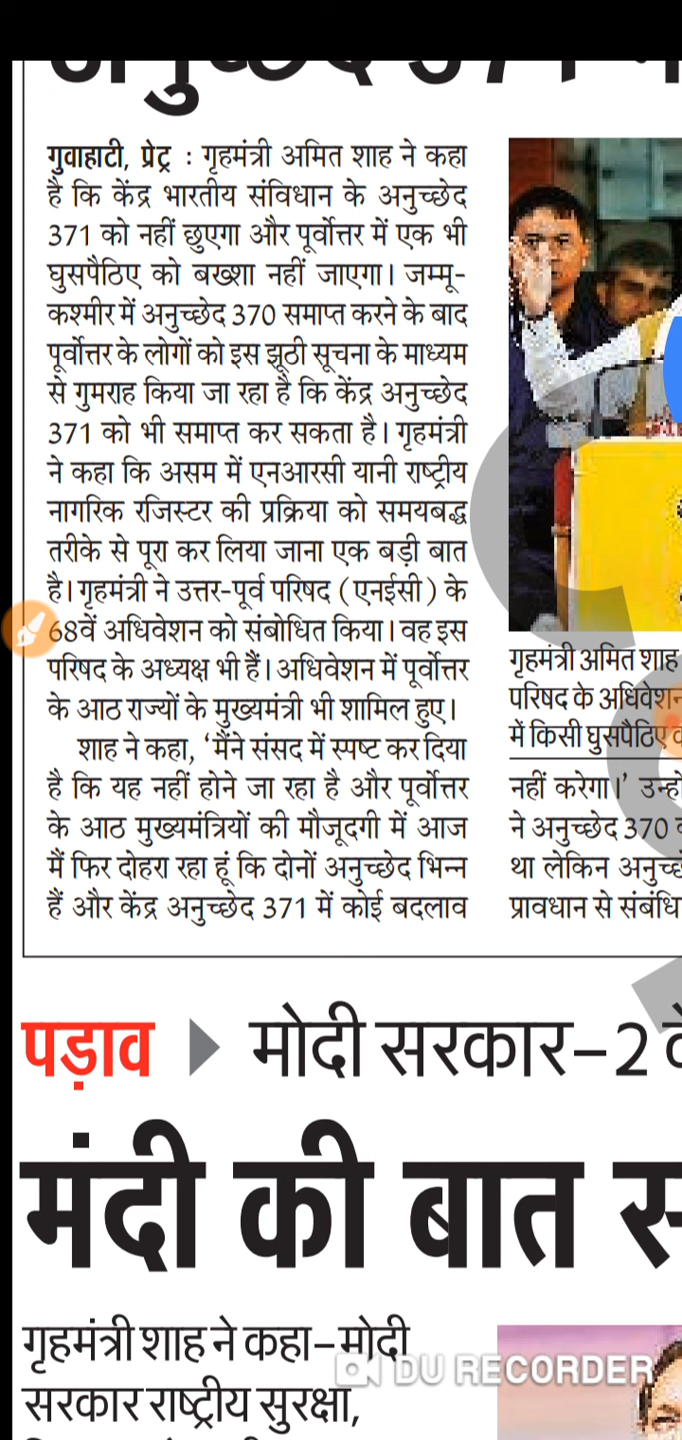 अनुच्छेद 371
गुवाहाटी, प्रेट्र : गृहमंत्री अमित शाह ने कहा
है कि केंद्र भारतीय संविधान के अनुच्छेद
371 को नहीं छुएगा और पूर्वोत्तर में एक भी
घुसपैठिए को बख्शा नहीं जाएगा। जम्मू-
कश्मीर में अनुच्छेद 370 समाप्त करने के बाद
पूर्वोत्तर के लोगों को इस झूठी सूचना के माध्यम
से गुमराह किया जा रहा है कि केंद्र अनुच्छेद
371 को भी समाप्त कर सकता है। गृहमंत्री
ने कहा कि असम में एनआरसी यानी राष्ट्रीय
नागरिक रजिस्टर की प्रक्रिया को समयबद्ध
तरीके से पूरा कर लिया जाना एक बड़ी बात
है। गृहमंत्री ने उत्तर-पूर्व परिषद (एनईसी) के
68वें अधिवेशन को संबोधित किया। वह इस
परिषद के अध्यक्ष भी हैं। अधिवेशन में पूर्वोत्तर
के आठ राज्यों के मुख्यमंत्री भी शामिल हुए।
शाह ने कहा, ‘मैंने संसद में स्पष्ट कर दिया
है कि यह नहीं होने जा रहा है और पूर्वोत्तर
के आठ मुख्यमंत्रियों की मौजूदगी में आज
मैं फिर दोहरा रहा हूं कि दोनों अनुच्छेद भिन्न
हैं और केंद्र अनुच्छेद 371 में कोई बदलाव
गृहमंत्री अमित शाह
परिषद के अधिवेशन
में किसी घुसपैठिए
नहीं करेगा।’ उन्हो
ने अनुच्छेद 370
था लेकिन अनुच्छे
प्रावधान से संबंधि
पड़ाव मोदी सरकार-2
मंदी की बात
गृहमंत्री शाह ने कहा-मोदी
सरकार राष्ट्रीय सुरक्षा,
DU RECORDER